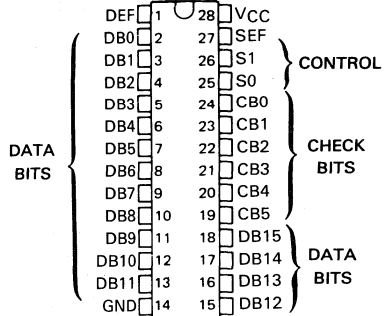 DEF 1 28 VCC
DB0 2 27 SEF
DB1 3 26 S1
DB2 4 25 S0
CONTROL
DB3 5 24 CB0
DB4 6 23 CB1
DB5 7 22 CB2
DB6 8 21 CB3
DB7 9 20 CB4
DB8 10 19 CB5
DATA
BITS
CHECK
BITS
DB9 11 18 DB15
DB10 12 17 DB14
DB11 13 16 DB13
GND 14 15 DB12
DATA
BITS